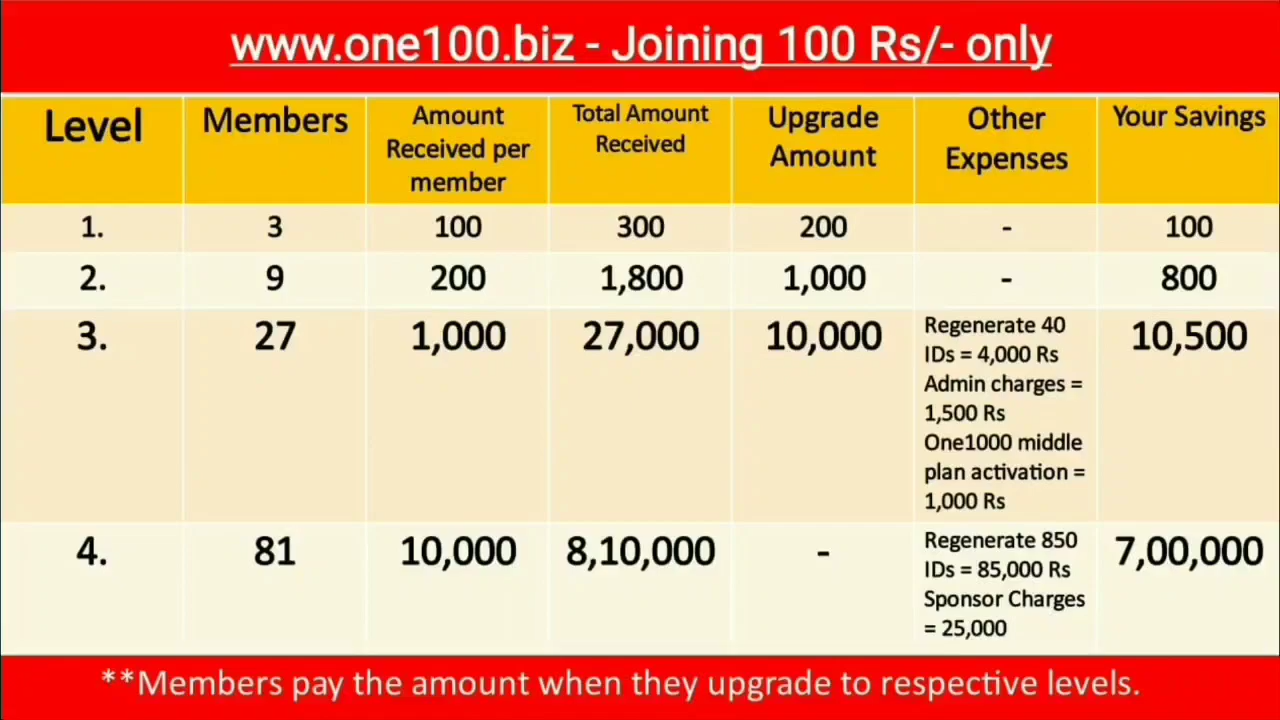 www.one100.biz - Joining 100 Rs/- only
Level
Members
Amount
Received per
member
Total Amount
Received
Upgrade
Amount
Other
Expenses
Your Savings
1.
3
100
300
200
-
100
2.
9
200
1,800
1,000
-
800
3.
27
1,000
27,000
10,000
Regenerate 40
IDs = 4,000 Rs
Admin charges =
1,500 Rs
One1000 middle
plan activation =
1,000 Rs
10,500
4.
81
10,000
8,10,000
-
Regenerate 850
IDs = 85,000 Rs
Sponsor Charges
= 25,000
7,00,000
**Members pay the amount when they upgrade to respective levels.